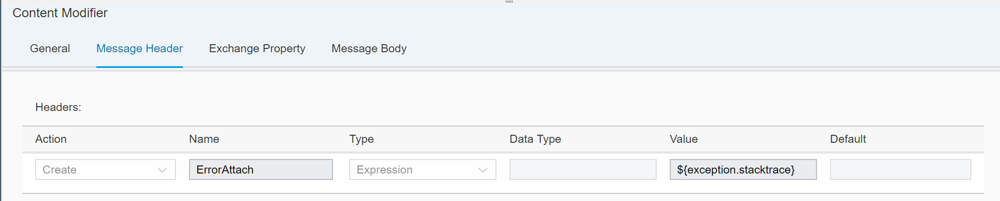 Content Modifier
General Message Header Exchange Property Message Body
Headers:
Action Name Type Data Type Value Default
Create ErrorAttach Expression ${exception.stacktrace}